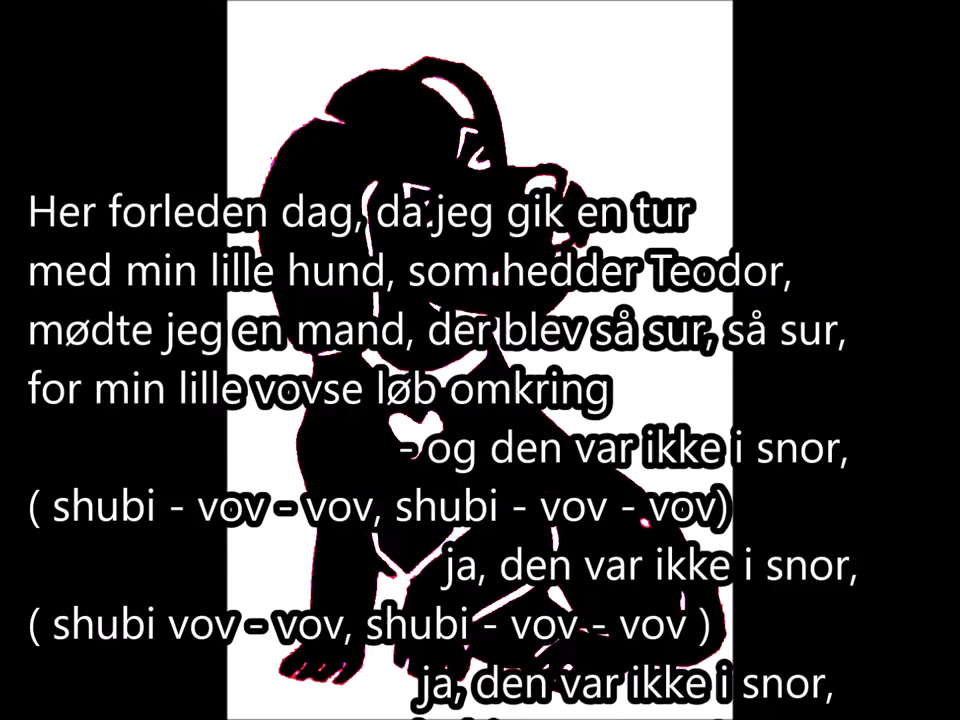 Her forleden dag, da jeg gik en tur
med min lille hund, som hedder Teodor,
mødte jeg en mand, der blev så sur, så sur,
for min lille vovse løb omkring
- og den var ikke i snor,
( shubi - vov - vov, shubi - vov - vov)
ja, den var ikke i snor,
( shubi vov - vov, shubi - vov - vov )
ja, den var ikke i snor,